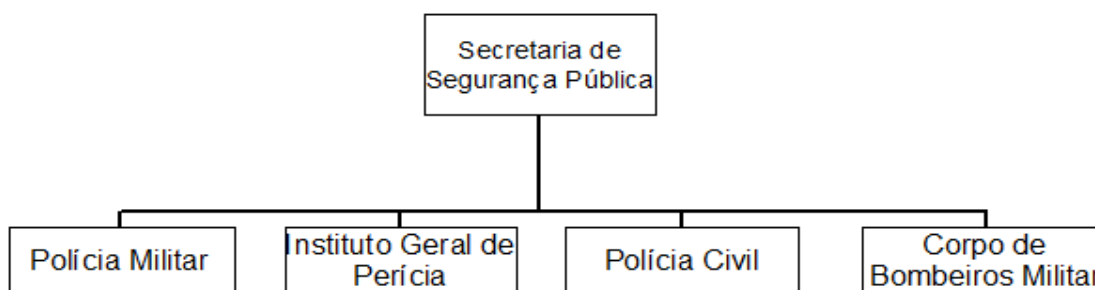 Secretaria de
Segurança Pública
Polícia Militar
Instituto Geral de
Perícia
Polícia Civil
Corpo de
Bombeiros Militar